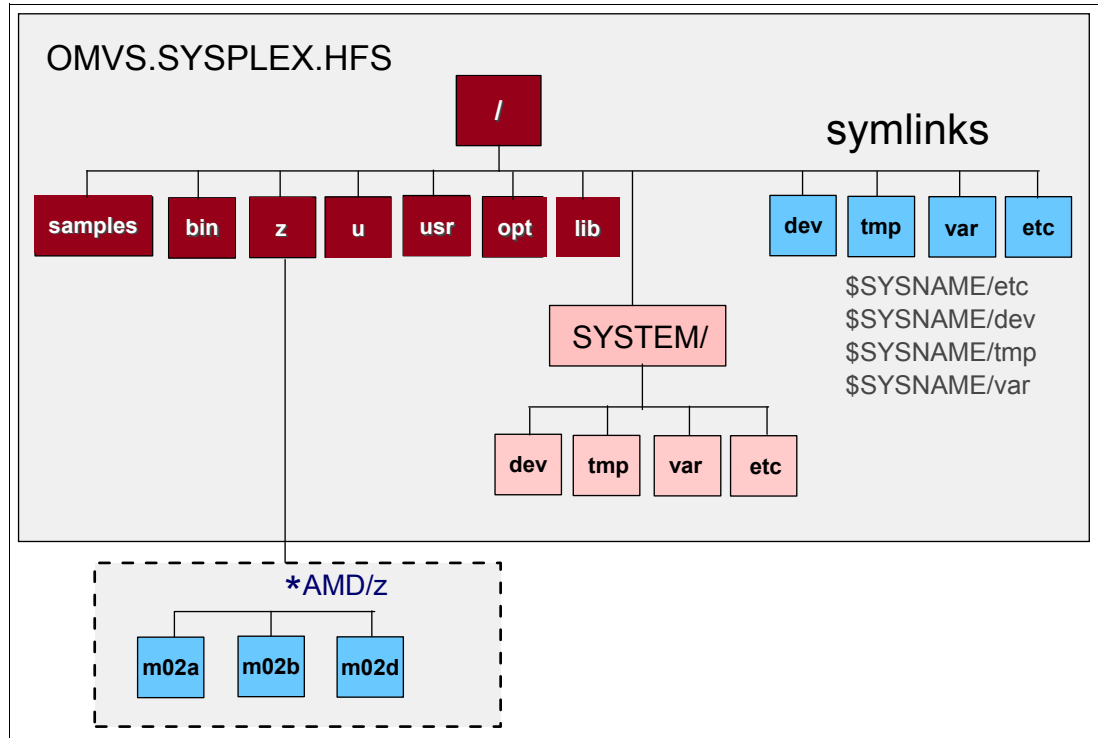 OMVS.SYSPLEX.HFS
/
symlinks
samples
bin
z
u
usr
opt
lib
dev
tmp
var
etc
$SYSNAME/etc
$SYSNAME/dev
$SYSNAME/tmp
$SYSNAME/var
SYSTEM/
dev
tmp
var
etc
*AMD/z
m02a
m02b
m02d